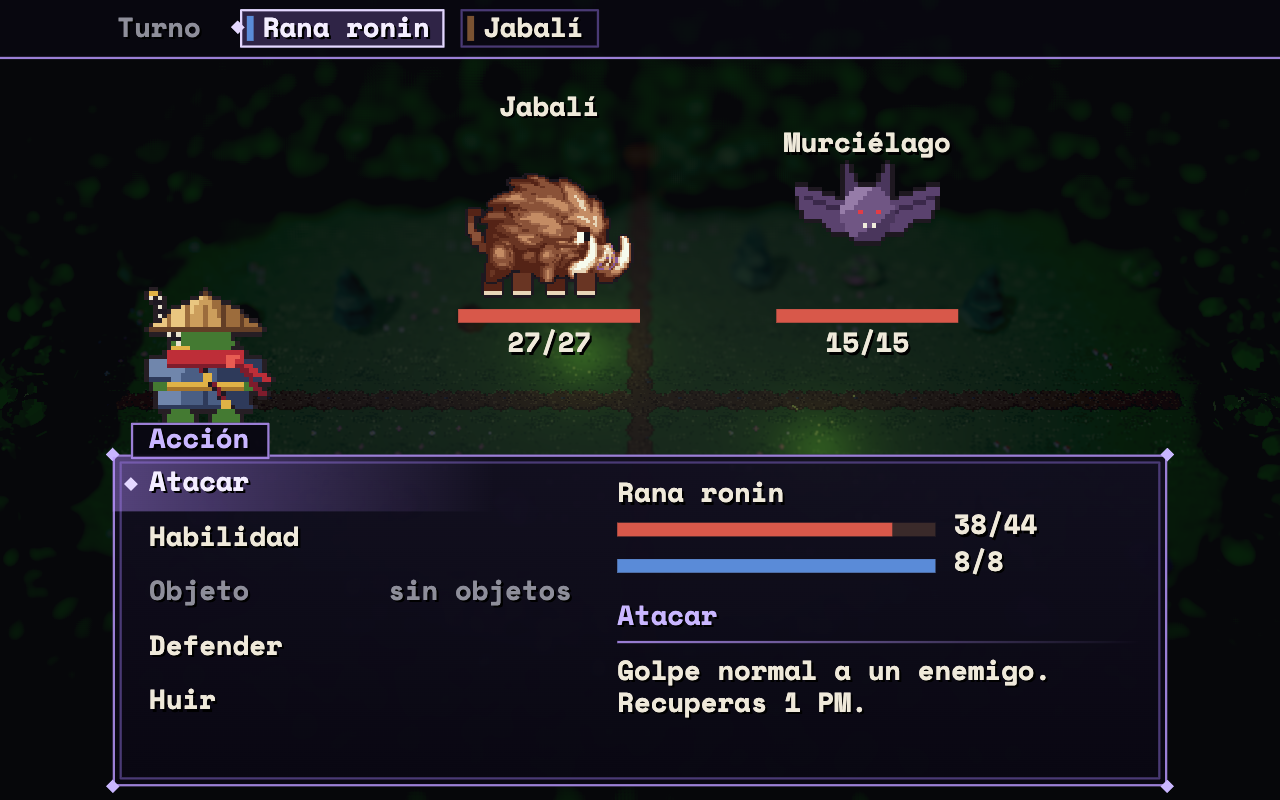 Turno Rana ronin Jabalí
Jabalí
Murciélago
27/27
15/15
Acción
Atacar
Habilidad
Objeto sin objetos
Defender
Huir
Rana ronin
38/44
8/8
Atacar
Golpe normal a un enemigo.
Recuperas 1 PM.